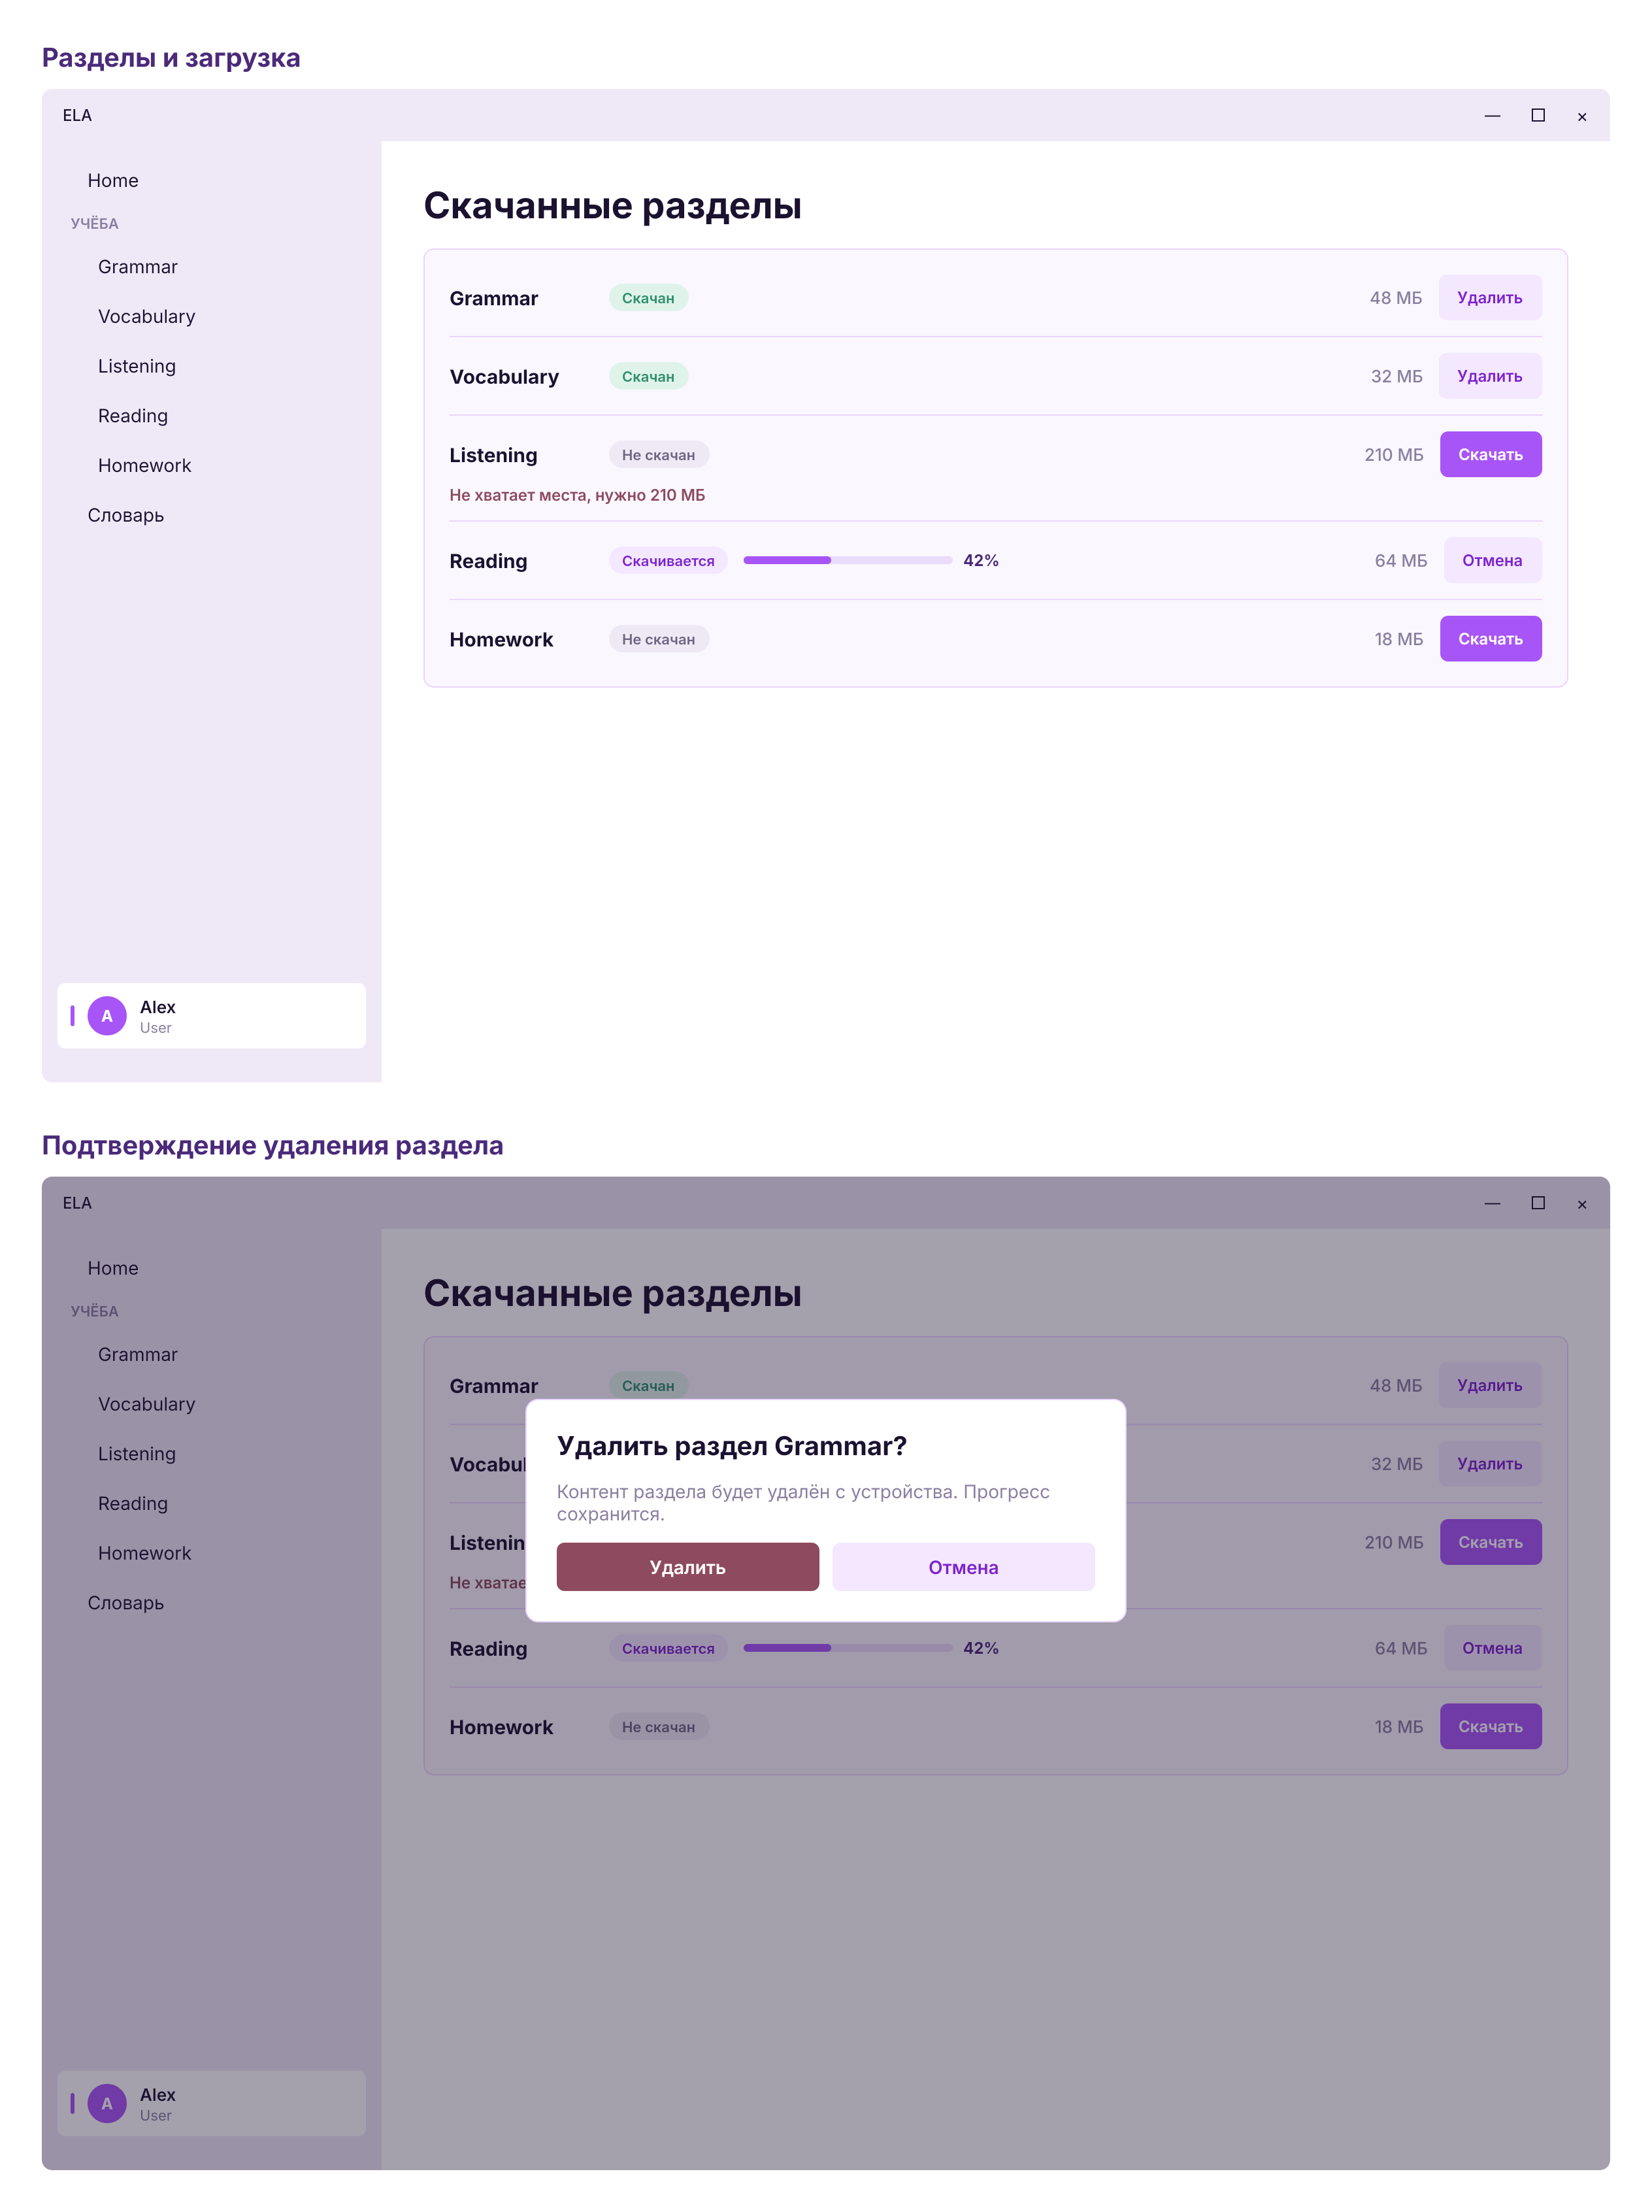 Разделы и загрузка
ELA
Home
УЧЁБА
Grammar
Vocabulary
Listening
Reading
Homework
Словарь
A
Alex
User
Скачанные разделы
Grammar Скачан 48 МБ Удалить
Vocabulary Скачан 32 МБ Удалить
Listening Не скачан 210 МБ Скачать
Не хватает места, нужно 210 МБ
Reading Скачивается 42% 64 МБ Отмена
Homework Не скачан 18 МБ Скачать
Подтверждение удаления раздела
ELA
Home
УЧЁБА
Grammar
Vocabulary
Listening
Reading
Homework
Словарь
A
Alex
User
Скачанные разделы
Grammar Скачан 48 МБ Удалить
Vocabul 32 МБ Удалить
Listenin 210 МБ Скачать
Не хватае
Reading Скачивается 42% 64 МБ Отмена
Homework Не скачан 18 МБ Скачать
Удалить раздел Grammar?
Контент раздела будет удалён с устройства. Прогресс
сохранится.
Удалить Отмена